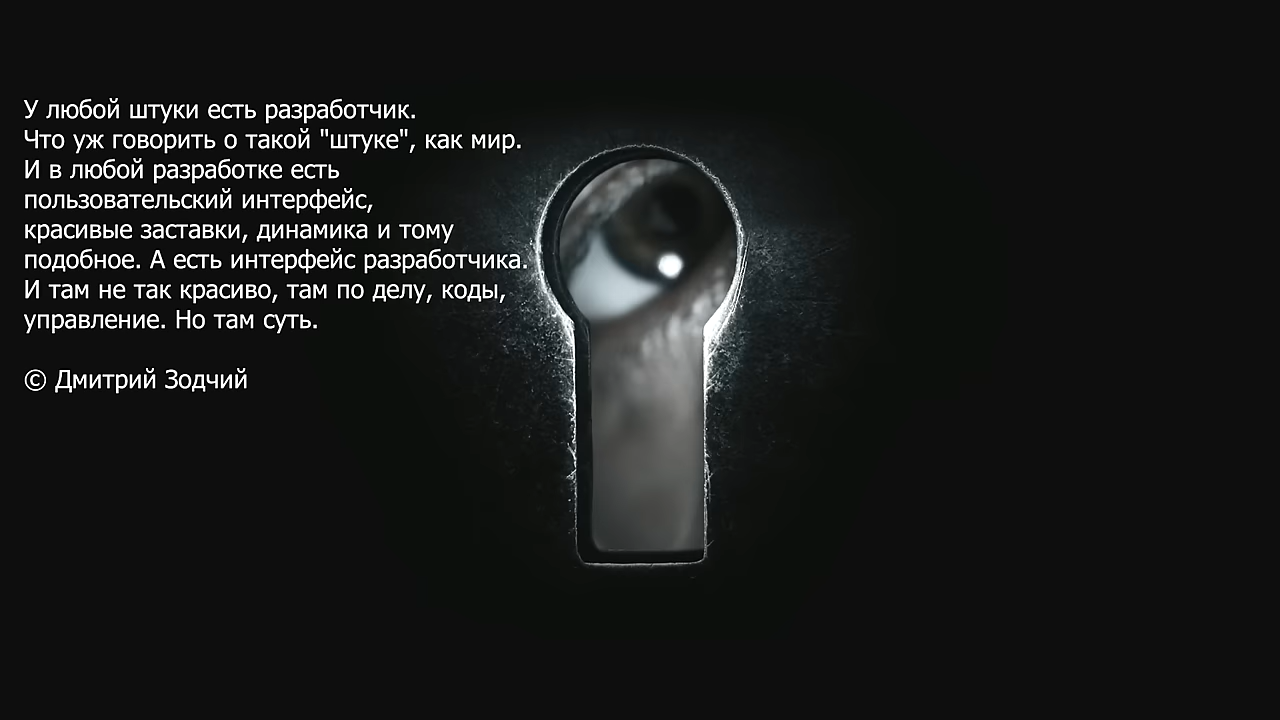 У любой штуки есть разработчик.
Что уж говорить о такой "штуке", как мир.
И в любой разработке есть
пользовательский интерфейс,
красивые заставки, динамика и тому
подобное. А есть интерфейс разработчика.
И там не так красиво, там по делу, коды,
управление. Но там суть.
© Дмитрий Зодчий